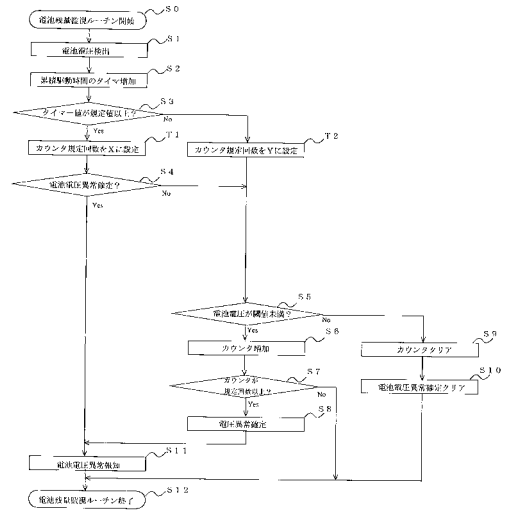 電池残量監視ルーチン開始 S0
電池電圧検出 S1
累積駆動時間のタイマ増加 S2
タイマー値が規定値以上? S3
Yes
No
カウンタ規定回数をXに設定 T1
カウンタ規定回数をYに設定 T2
電池電圧異常確定? S4
No
Yes
電池電圧が閾値未満? S5
No
Yes
カウンタ増加 S6
カウンタクリア S9
カウンタが
規定回数以上? S7
No
Yes
電池電圧異常確定クリア S10
電圧異常確定 S8
電池電圧異常報知 S11
電池残量監視ルーチン終了 S12